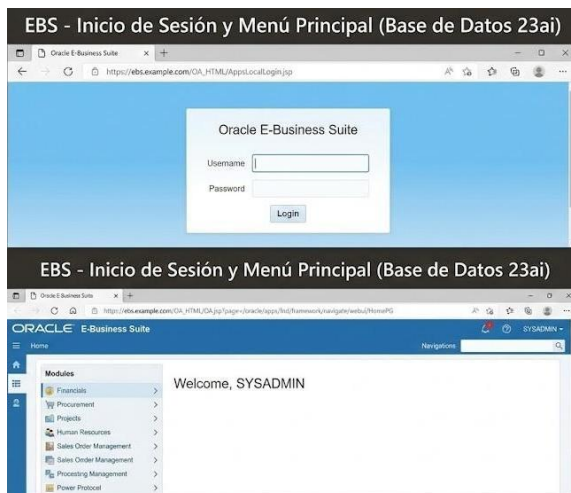 EBS - Inicio de Sesión y Menú Principal (Base de Datos 23ai)
Oracle E-Business Suite
https://ebs.example.com/OA_HTML/AppsLocalLogin.jsp
Oracle E-Business Suite
Username
Password
Login
EBS - Inicio de Sesión y Menú Principal (Base de Datos 23ai)
Oracle E Business Suite
ORACLE E-Business Suite
SYSADMIN
Home
Navigations
Modules
Welcome, SYSADMIN
Financials
Procurement
Projects
Human Resources
Sales Order Management
Sales Onder Management
Procesting Management
Power Protocol